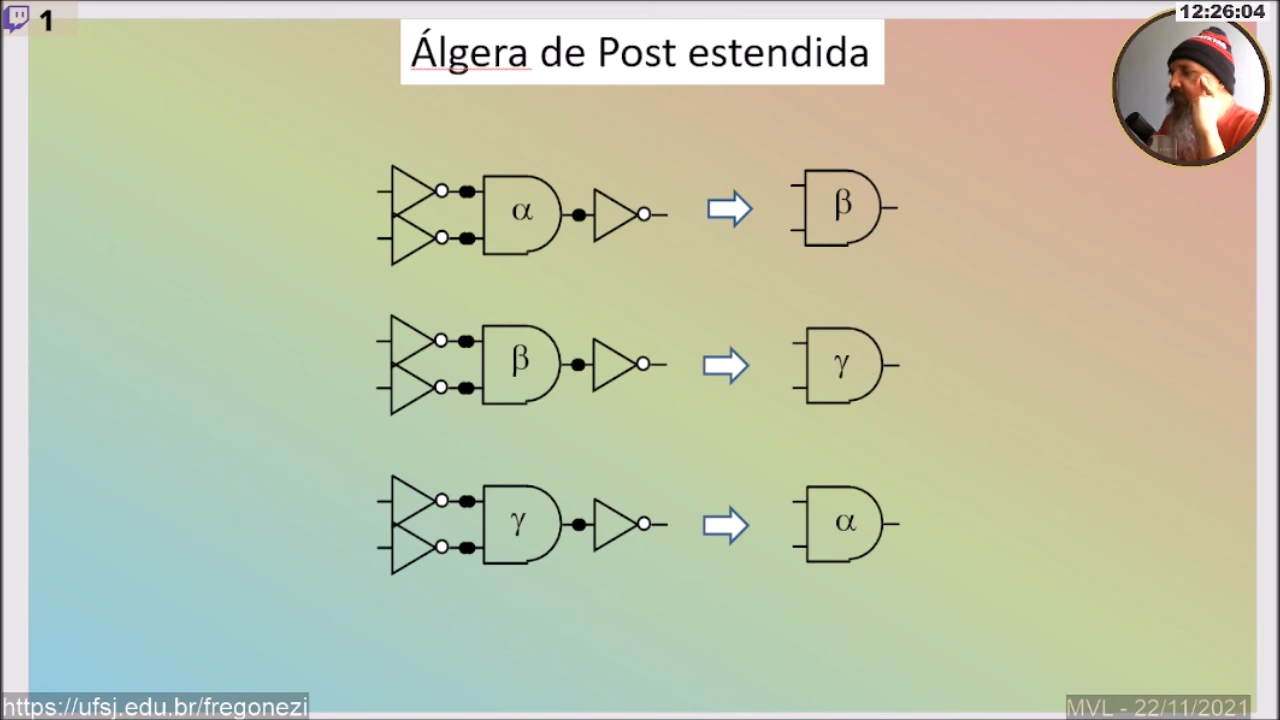 1
12:26:04
Álgera de Post estendida
α
β
β
γ
γ
α
https://ufsj.edu.br/fregonezi
MVL - 22/11/2021